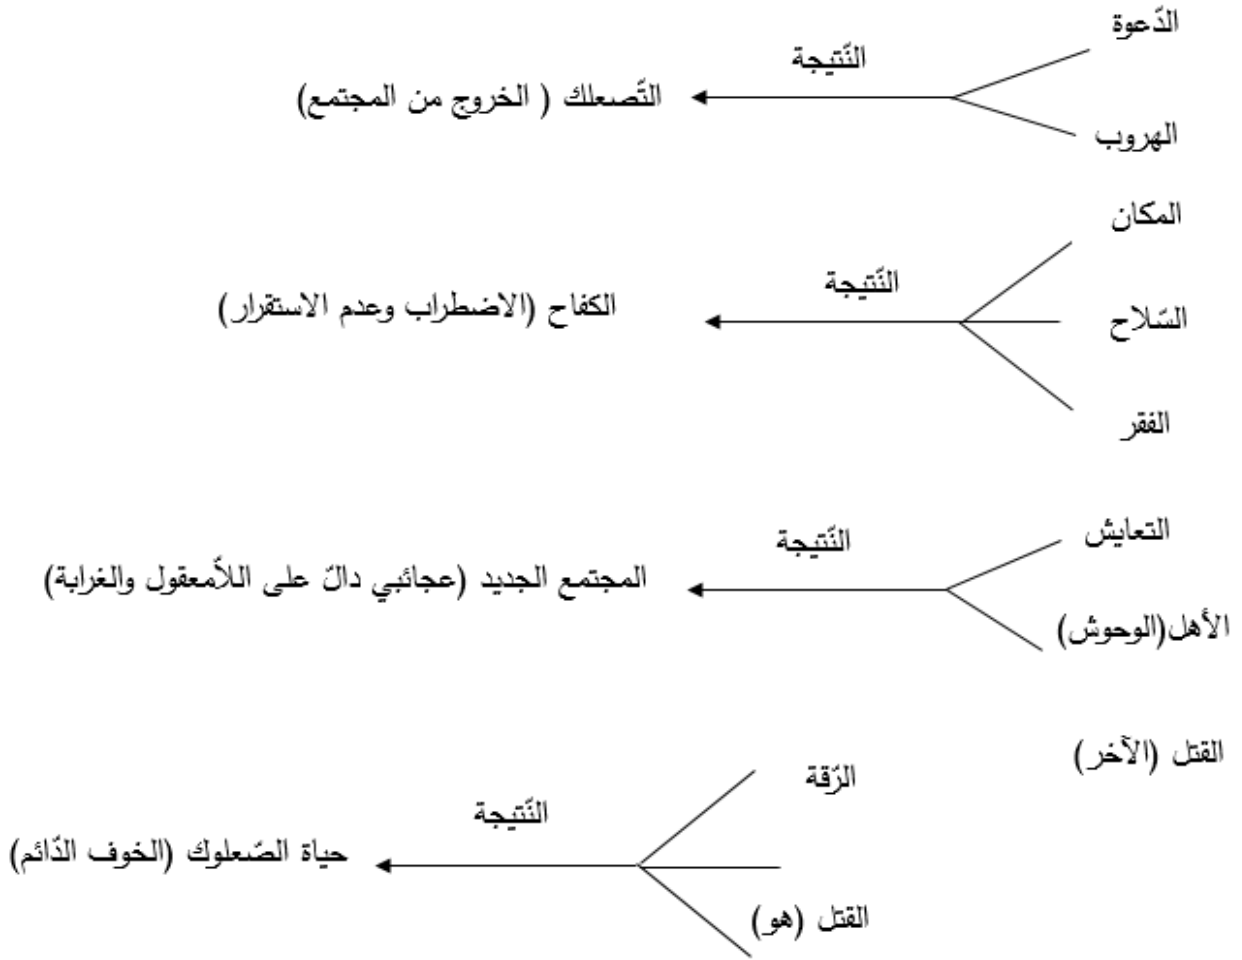 الدّعوة
النّتيجة
التّصعلك ( الخروج من المجتمع)
الهروب
المكان
النّتيجة
الكفاح (الاضطراب وعدم الاستقرار)
السّلاح
الفقر
التعايش
النّتيجة
المجتمع الجديد (عجائبي دالّ على اللاّمعقول والغرابة)
الأهل(الوحوش)
القتل (الآخر)
الرّقة
النّتيجة
حياة الصّعلوك (الخوف الدّائم)
القتل (هو)